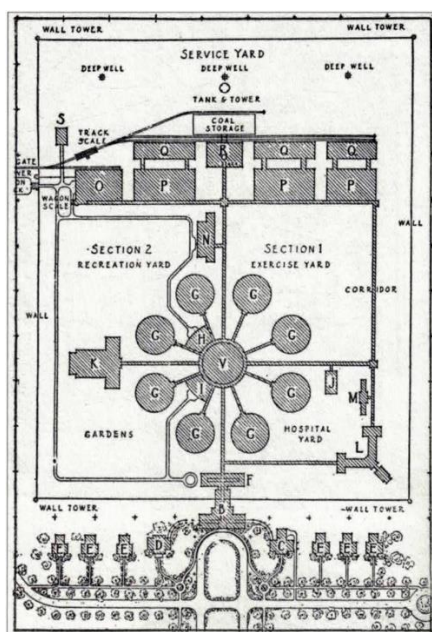 WALL TOWER
WALL TOWER
SERVICE YARD
DEEP WELL
DEEP WELL
DEEP WELL
TANK & TOWER
COAL
STORAGE
S
TRACK
SCALE
GATE
Q
R
Q
Q
O
P
P
P
WAGON
SCALE
WALL
N
SECTION 2
RECREATION YARD
SECTION 1
EXERCISE YARD
CORRIDOR
G
G
G
G
H
WALL
K
V
I
J
G
G
M
GARDENS
G
G
HOSPITAL
YARD
L
F
WALL TOWER
B
WALL TOWER
E
E
E
D
C
E
E
E